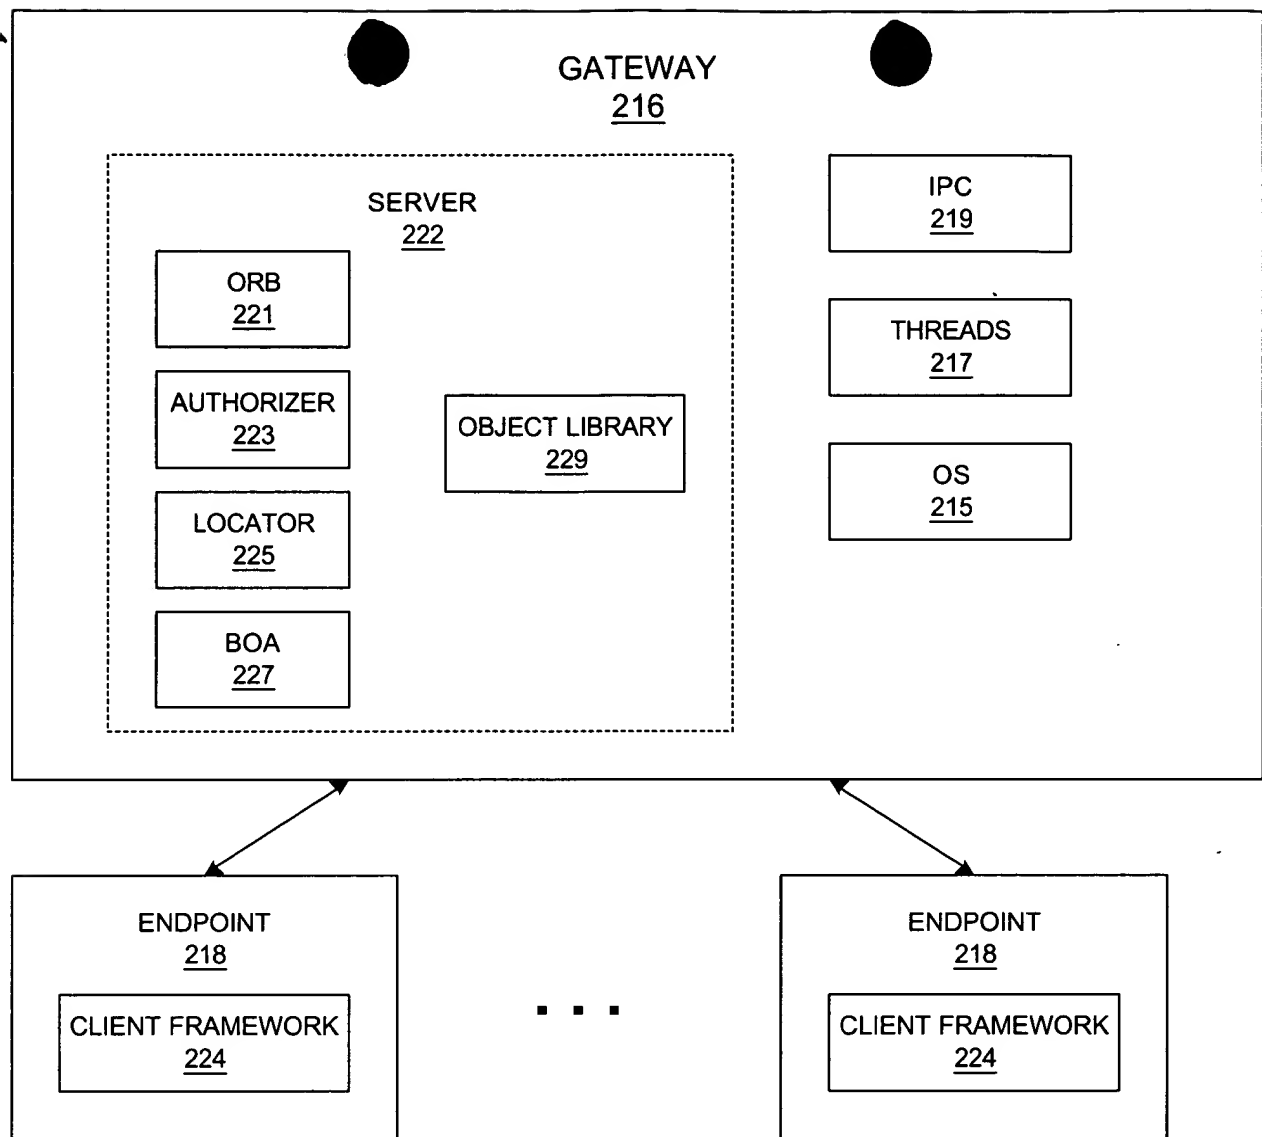 GATEWAY
216
SERVER
222
ORB
221
AUTHORIZER
223
LOCATOR
225
BOA
227
OBJECT LIBRARY
229
IPC
219
THREADS
217
OS
215
ENDPOINT
218
CLIENT FRAMEWORK
224
. . .
ENDPOINT
218
CLIENT FRAMEWORK
224